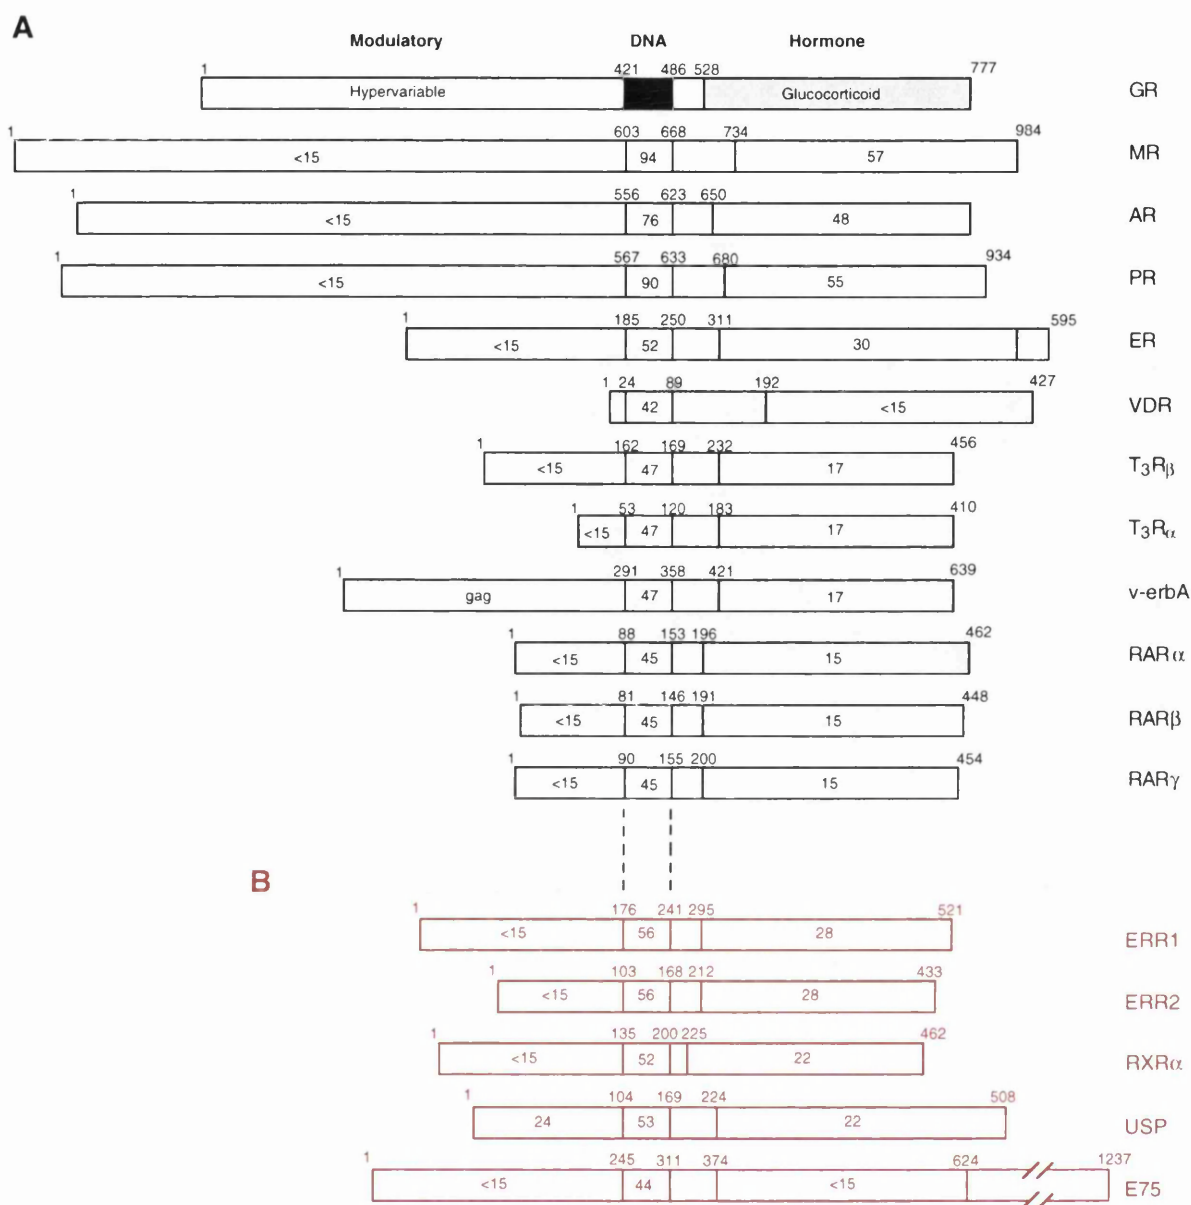 A
Modulatory DNA Hormone
1 421 486 528 777
Hypervariable Glucocorticoid GR
1 603 668 734 984
<15 94 57 MR
1 556 623 650
<15 76 48 AR
1 567 633 680 934
<15 90 55 PR
1 185 250 311 595
<15 52 30 ER
1 24 89 192 427
42 <15 VDR
1 162 169 232 456
<15 47 17 T3Rβ
1 53 120 183 410
<15 47 17 T3Rα
1 291 358 421 639
gag 47 17 v-erbA
1 88 153 196 462
<15 45 15 RARα
1 81 146 191 448
<15 45 15 RARβ
1 90 155 200 454
<15 45 15 RARγ
B
1 176 241 295 521
<15 56 28 ERR1
1 103 168 212 433
<15 56 28 ERR2
1 135 200 225 462
<15 52 22 RXRα
1 104 169 224 508
24 53 22 USP
1 245 311 374 624 1237
<15 44 <15 E75